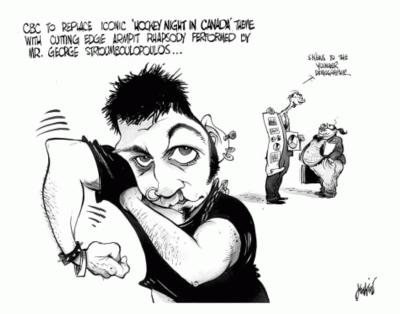 CBC TO REPLACE ICONIC "HOCKEY NIGHT IN CANADA" THEME
WITH CUTTING EDGE ARMPIT RHAPSODY PERFORMED BY
MR. GEORGE STROUMBOULOPOULOS...
TO THE
YOUNGER
DEMOGRAPHIC...